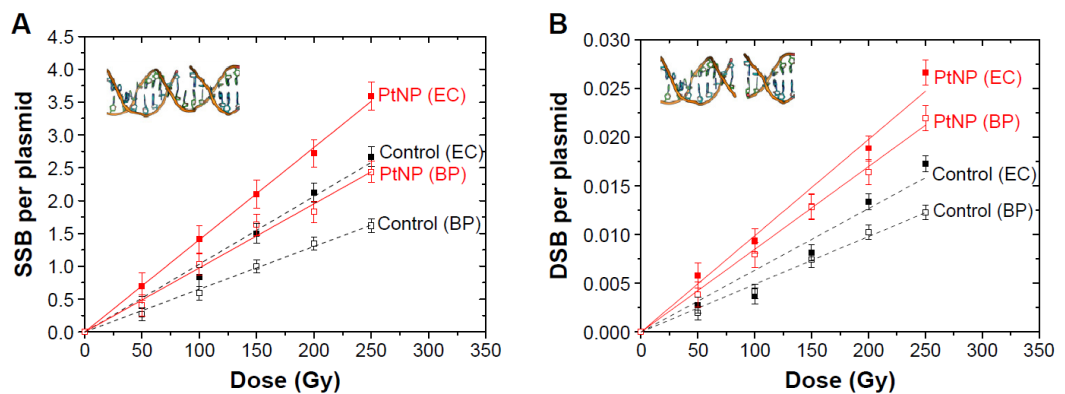 A
4.5
4.0
3.5
3.0
2.5
2.0
1.5
1.0
0.5
0.0
SSB per plasmid
PtNP (EC)
Control (EC)
PtNP (BP)
Control (BP)
0 50 100 150 200 250 300 350
Dose (Gy)
B
0.030
0.025
0.020
0.015
0.010
0.005
0.000
DSB per plasmid
PtNP (EC)
PtNP (BP)
Control (EC)
Control (BP)
0 50 100 150 200 250 300 350
Dose (Gy)